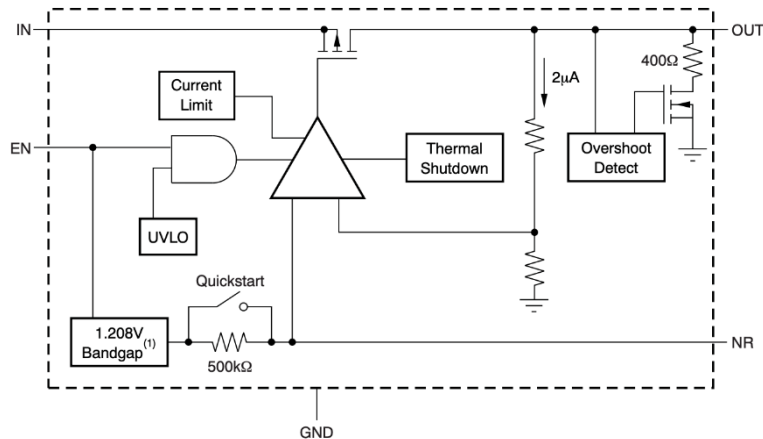 IN
OUT
400Ω
2µA
Current
Limit
EN
Thermal
Shutdown
Overshoot
Detect
UVLO
Quickstart
1.208V
Bandgap(1)
500kΩ
NR
GND